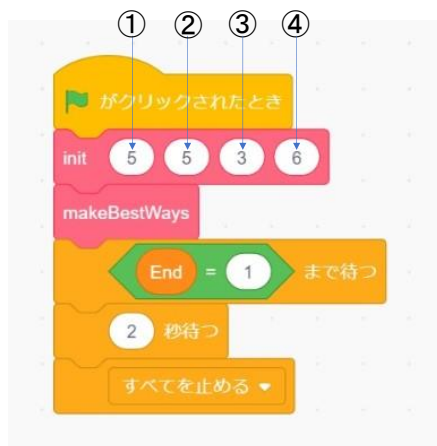 ① ② ③ ④
がクリックされたとき
init 5 5 3 6
makeBestWays
End = 1 まで待つ
2 秒待つ
すべてを止める